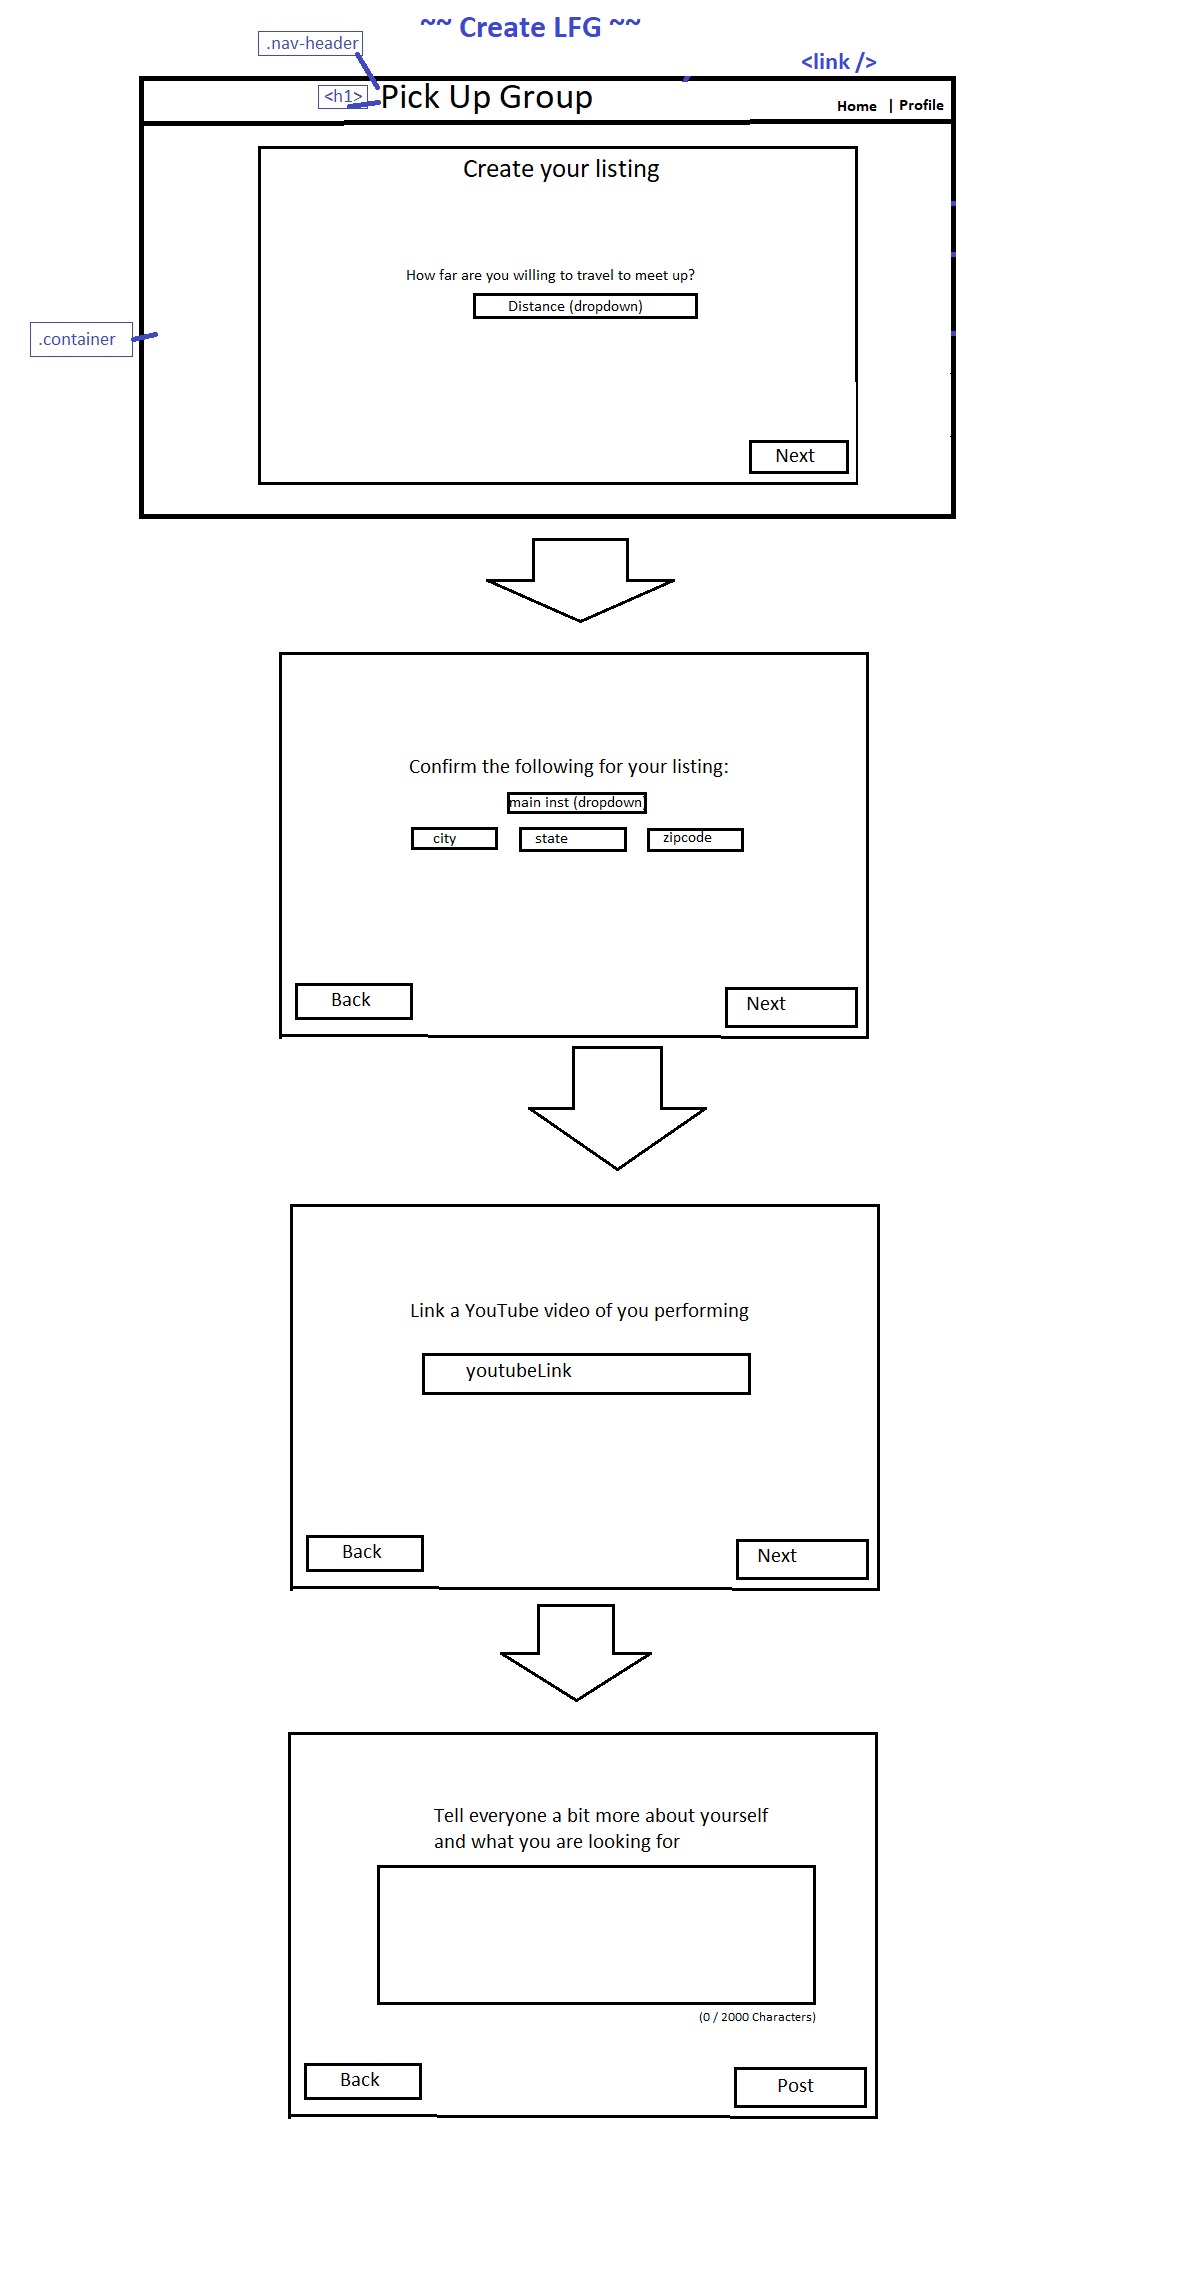 ~~ Create LFG ~~
.nav-header
<link />
<h1>
Pick Up Group
Home | Profile
Create your listing
How far are you willing to travel to meet up?
Distance (dropdown)
.container
Next
Confirm the following for your listing:
main inst (dropdown)
city
state
zipcode
Back
Next
Link a YouTube video of you performing
youtubeLink
Back
Next
Tell everyone a bit more about yourself
and what you are looking for
(0 / 2000 Characters)
Back
Post